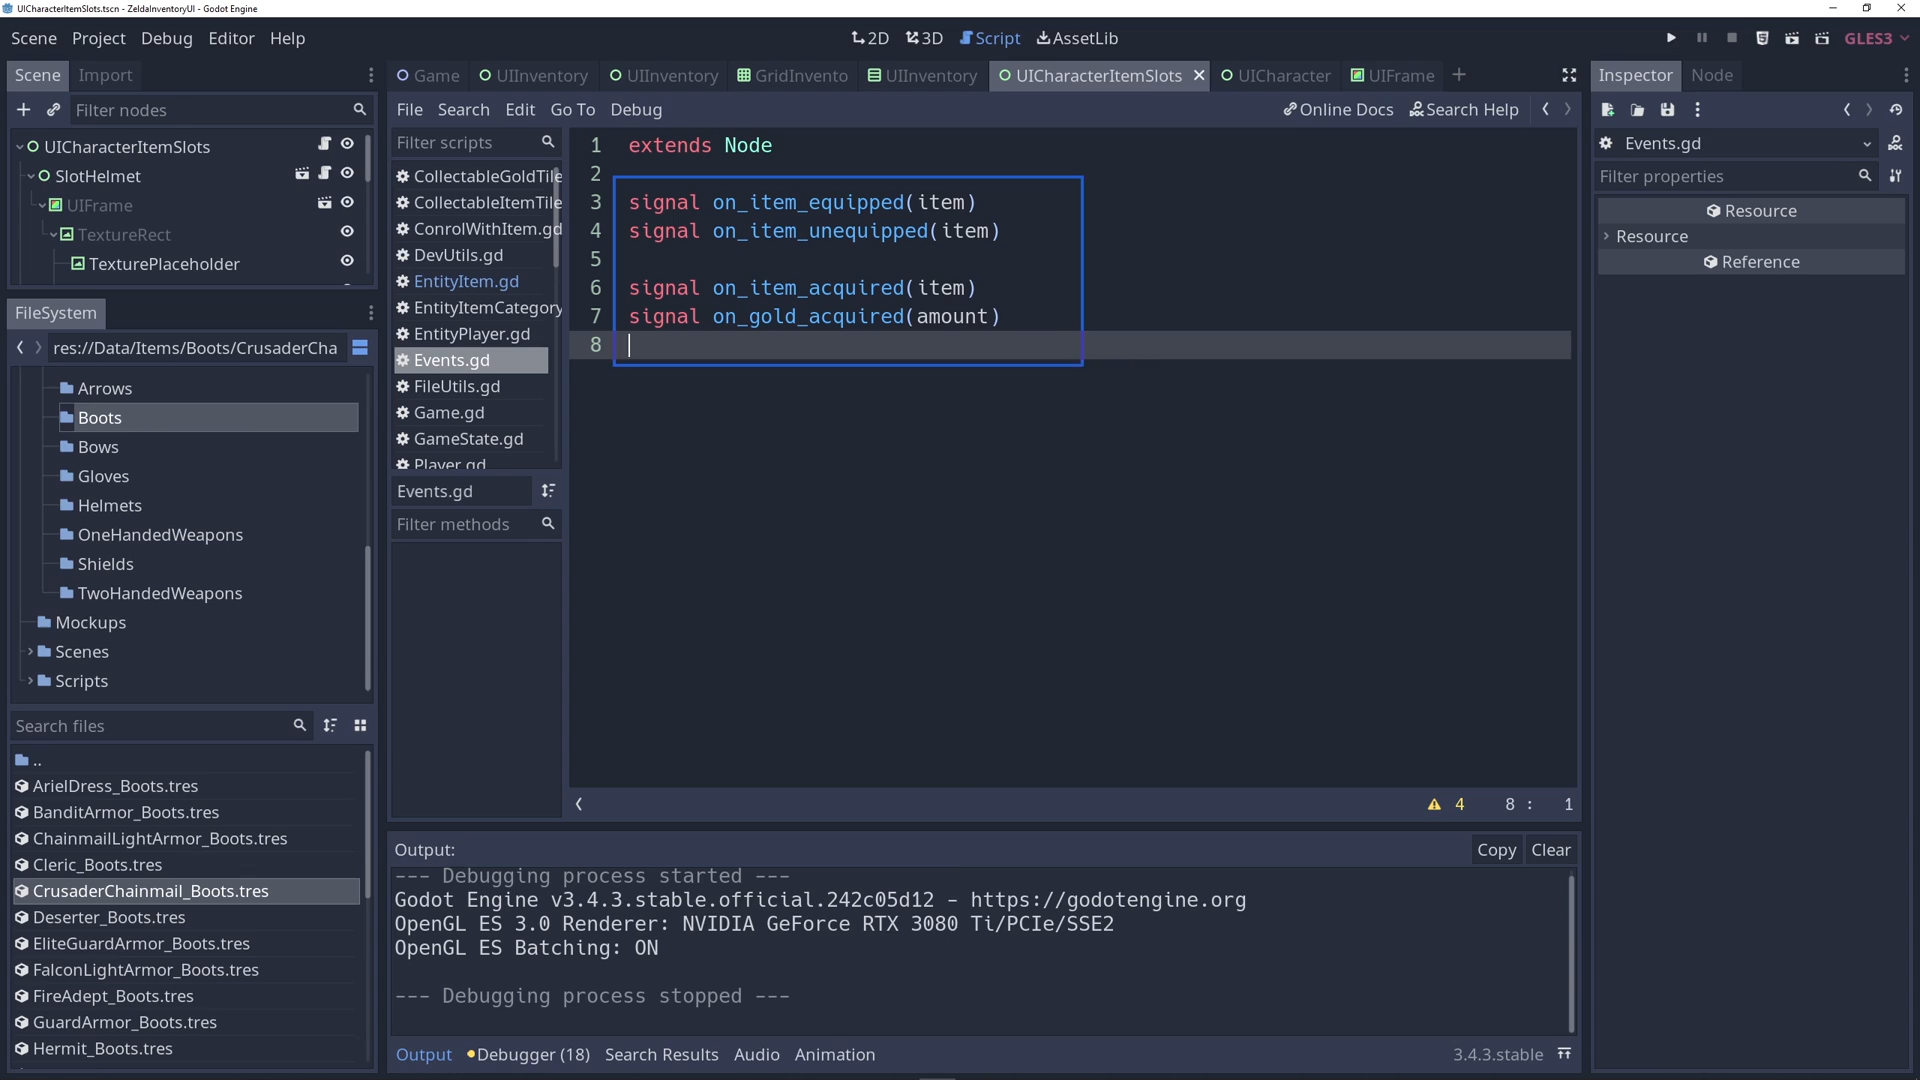 UICharacterItemSlots.tscn - ZeldaInventoryUI - Godot Engine
Scene Project Debug Editor Help
2D 3D Script AssetLib
GLES3
Scene Import
Filter nodes
UICharacterItemSlots
SlotHelmet
UIFrame
TextureRect
TexturePlaceholder
FileSystem
res://Data/Items/Boots/CrusaderCha
Arrows
Boots
Bows
Gloves
Helmets
OneHandedWeapons
Shields
TwoHandedWeapons
Mockups
Scenes
Scripts
Search files
..
ArielDress_Boots.tres
BanditArmor_Boots.tres
ChainmailLightArmor_Boots.tres
Cleric_Boots.tres
CrusaderChainmail_Boots.tres
Deserter_Boots.tres
EliteGuardArmor_Boots.tres
FalconLightArmor_Boots.tres
FireAdept_Boots.tres
GuardArmor_Boots.tres
Hermit_Boots.tres
Game UIInventory UIInventory GridInvento UIInventory UICharacterItemSlots UICharacter UIFrame
File Search Edit Go To Debug
Online Docs Search Help
Filter scripts
CollectableGoldTile
CollectableItemTile
ConrolWithItem.gd
DevUtils.gd
EntityItem.gd
EntityItemCategory
EntityPlayer.gd
Events.gd
FileUtils.gd
Game.gd
GameState.gd
Player.gd
Events.gd
Filter methods
1 extends Node
2
3 signal on_item_equipped(item)
4 signal on_item_unequipped(item)
5
6 signal on_item_acquired(item)
7 signal on_gold_acquired(amount)
8
4 8 : 1
Output:
Copy Clear
--- Debugging process started ---
Godot Engine v3.4.3.stable.official.242c05d12 - https://godotengine.org
OpenGL ES 3.0 Renderer: NVIDIA GeForce RTX 3080 Ti/PCIe/SSE2
OpenGL ES Batching: ON
--- Debugging process stopped ---
Output Debugger (18) Search Results Audio Animation
3.4.3.stable
Inspector Node
Events.gd
Filter properties
Resource
Resource
Reference